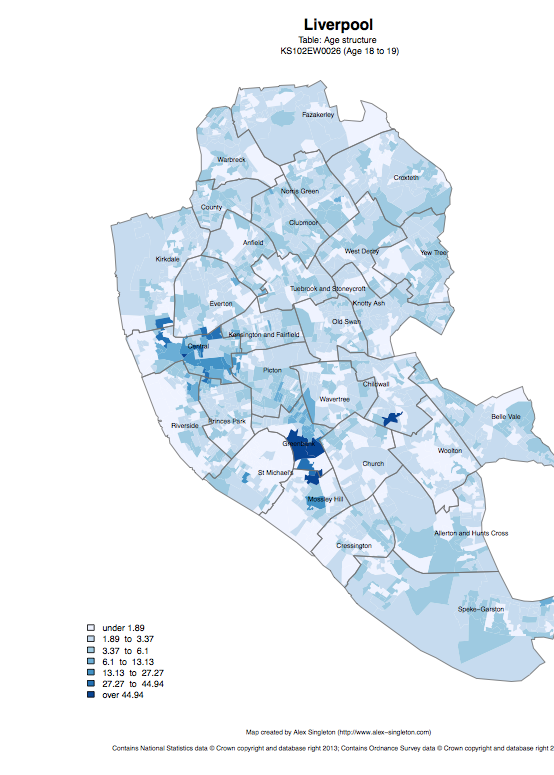 Liverpool
Table: Age structure
KS102EW0026 (Age 18 to 19)
Fazakerley
Warbreck
Croxteth
Norris Green
County
Clubmoor
Anfield
West Derby
Yew Tree
Kirkdale
Tuebrook and Stoneycroft
Everton
Knotty Ash
Old Swan
Kensington and Fairfield
Central
Picton
Childwall
Wavertree
Belle Vale
Princes Park
Riverside
Greenbank
Woolton
Church
St Michael's
Mossley Hill
Allerton and Hunts Cross
Cressington
Speke−Garston
under 1.89
1.89 to 3.37
3.37 to 6.1
6.1 to 13.13
13.13 to 27.27
27.27 to 44.94
over 44.94
Map created by Alex Singleton (http://www.alex−singleton.com)
Contains National Statistics data © Crown copyright and database right 2013; Contains Ordnance Survey data © Crown copyright and database right 2